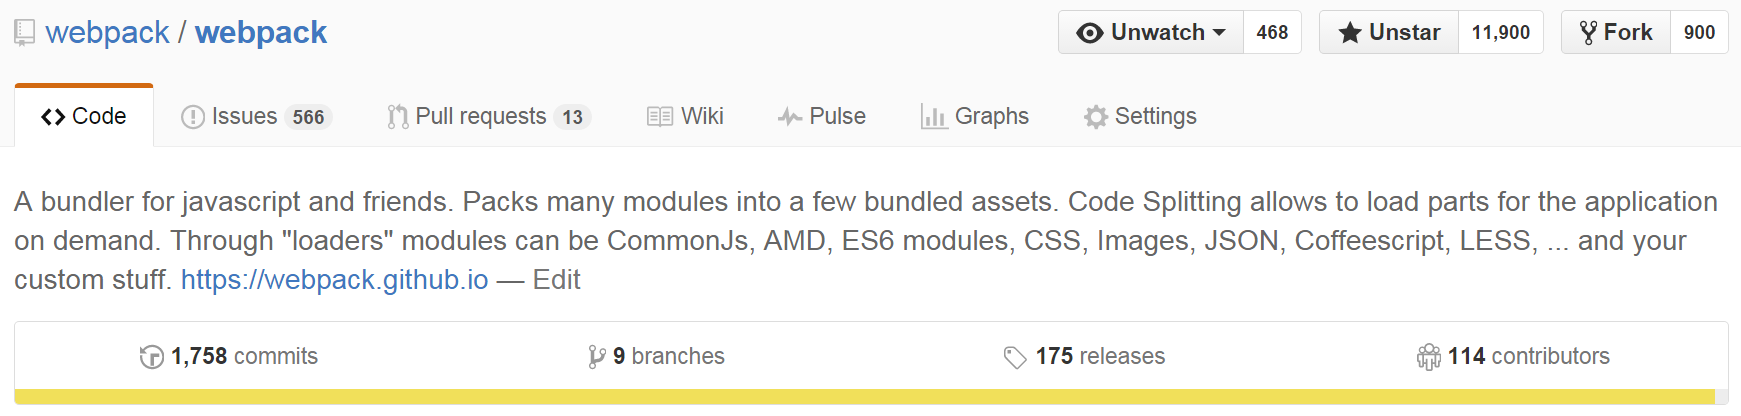 webpack / webpack Unwatch 468 Unstar 11,900 Fork 900
Code Issues 566 Pull requests 13 Wiki Pulse Graphs Settings
A bundler for javascript and friends. Packs many modules into a few bundled assets. Code Splitting allows to load parts for the application
on demand. Through "loaders" modules can be CommonJs, AMD, ES6 modules, CSS, Images, JSON, Coffeescript, LESS, ... and your
custom stuff. https://webpack.github.io — Edit
1,758 commits 9 branches 175 releases 114 contributors